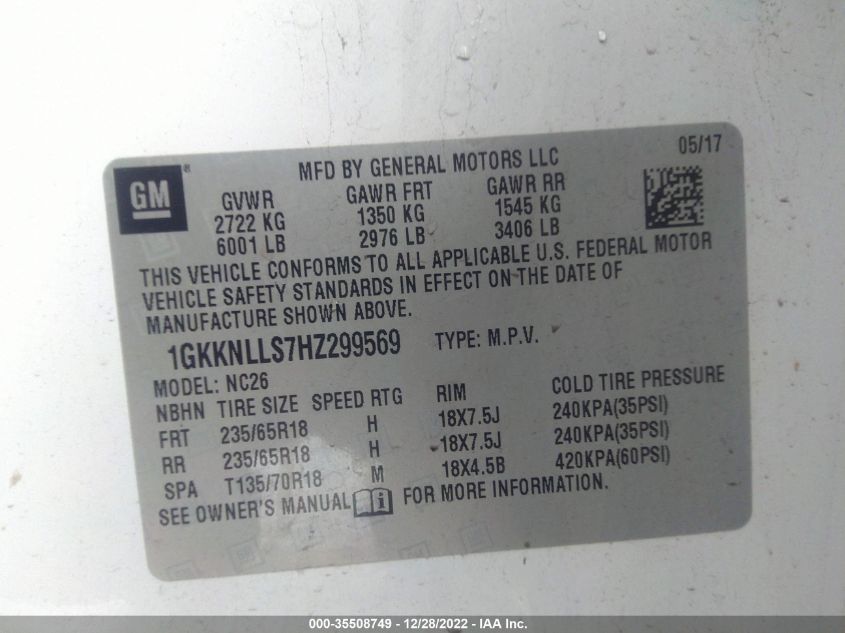 GM ®
MFD BY GENERAL MOTORS LLC 05/17
GVWR GAWR FRT GAWR RR
2722 KG 1350 KG 1545 KG
6001 LB 2976 LB 3406 LB
THIS VEHICLE CONFORMS TO ALL APPLICABLE U.S. FEDERAL MOTOR
VEHICLE SAFETY STANDARDS IN EFFECT ON THE DATE OF
MANUFACTURE SHOWN ABOVE.
1GKKNLLS7HZ299569 TYPE: M.P.V.
MODEL: NC26
NBHN TIRE SIZE SPEED RTG RIM COLD TIRE PRESSURE
FRT 235/65R18 H 18X7.5J 240KPA(35PSI)
RR 235/65R18 H 18X7.5J 240KPA(35PSI)
SPA T135/70R18 M 18X4.5B 420KPA(60PSI)
SEE OWNER'S MANUAL i FOR MORE INFORMATION.
000-35508749 - 12/28/2022 - IAA Inc.